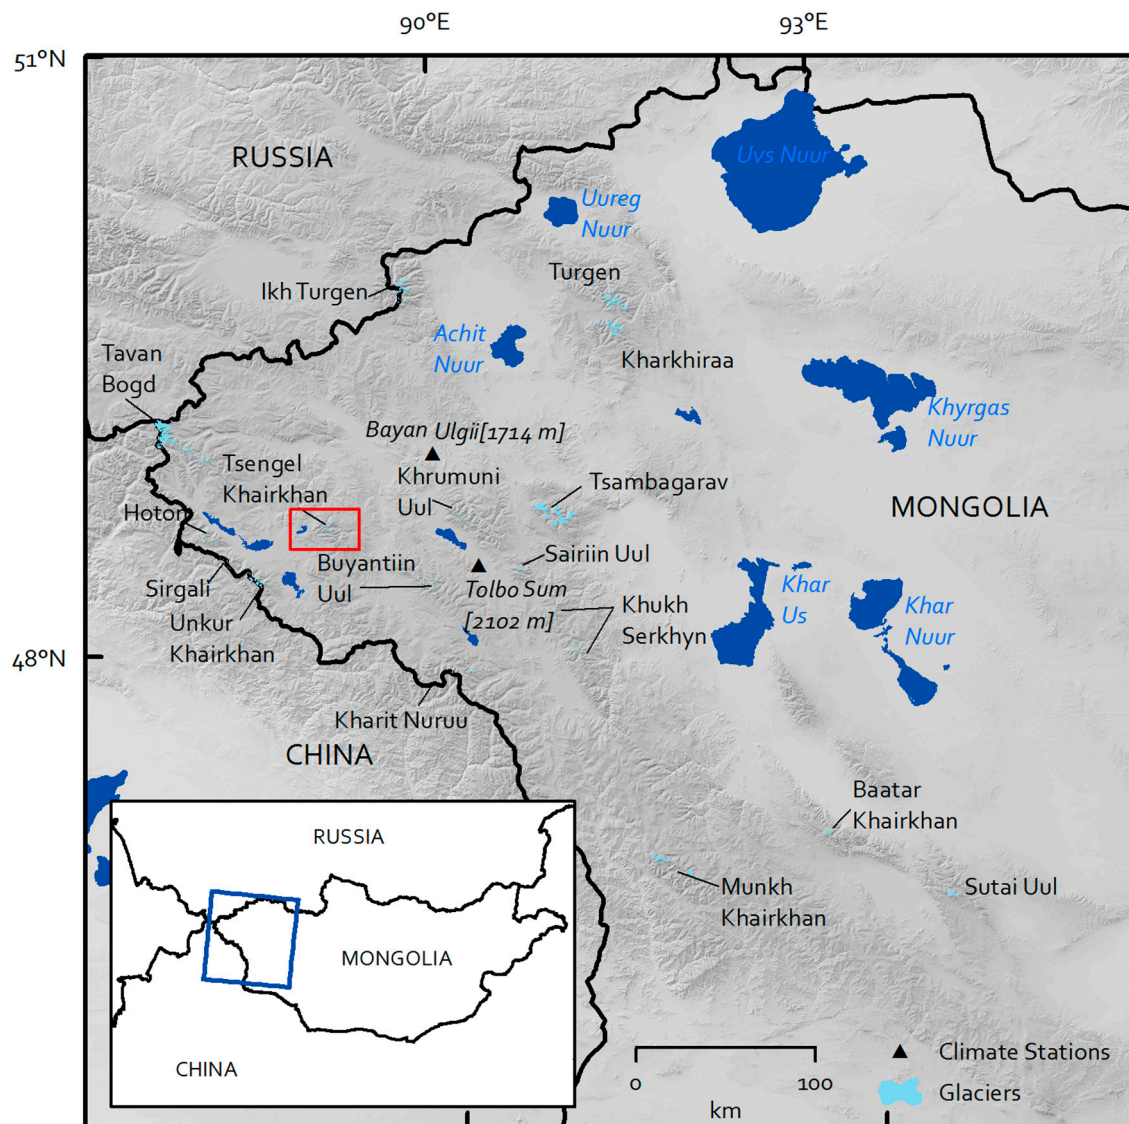 90°E
93°E
51°N
RUSSIA
Uvs Nuur
Uureg
Nuur
Turgen
Ikh Turgen
Achit
Nuur
Tavan
Bogd
Kharkhiraa
Khyrgas
Nuur
Bayan Ulgii[1714 m]
Tsengel
Khairkhan
Khrumuni
Uul
Tsambagarav
MONGOLIA
Hoton
Sairiin Uul
Buyantiin
Uul
Sirgali
Tolbo Sum
[2102 m]
Khar
Us
Khukh
Serkhyn
Khar
Nuur
Unkur
Khairkhan
48°N
Kharit Nuruu
CHINA
Baatar
Khairkhan
Munkh
Khairkhan
Sutai Uul
RUSSIA
MONGOLIA
CHINA
0
100
km
Climate Stations
Glaciers